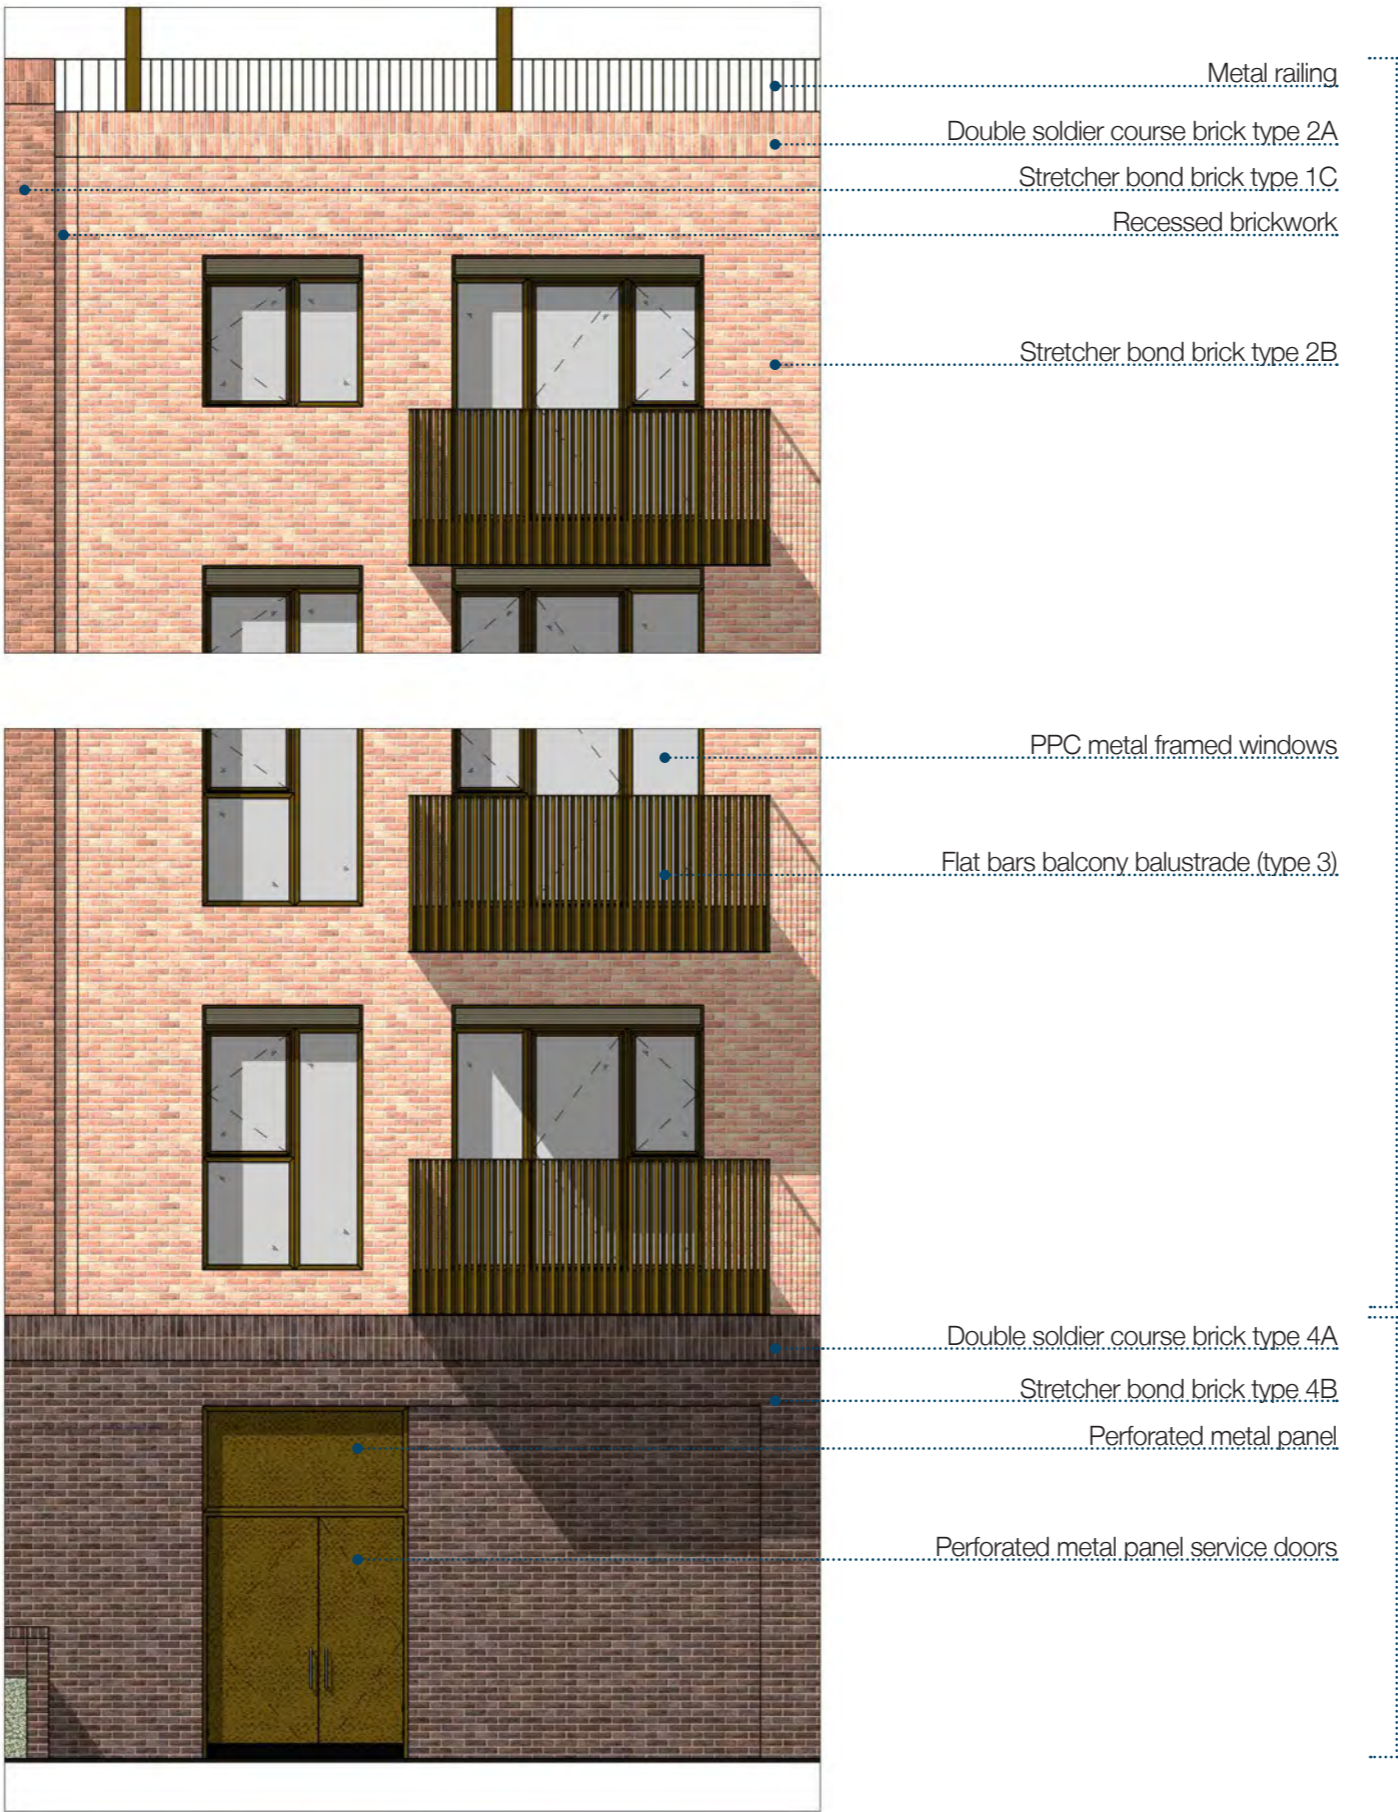 Metal railing
Double soldier course brick type 2A
Stretcher bond brick type 1C
Recessed brickwork
Stretcher bond brick type 2B
PPC metal framed windows
Flat bars balcony balustrade (type 3)
Double soldier course brick type 4A
Stretcher bond brick type 4B
Perforated metal panel
Perforated metal panel service doors